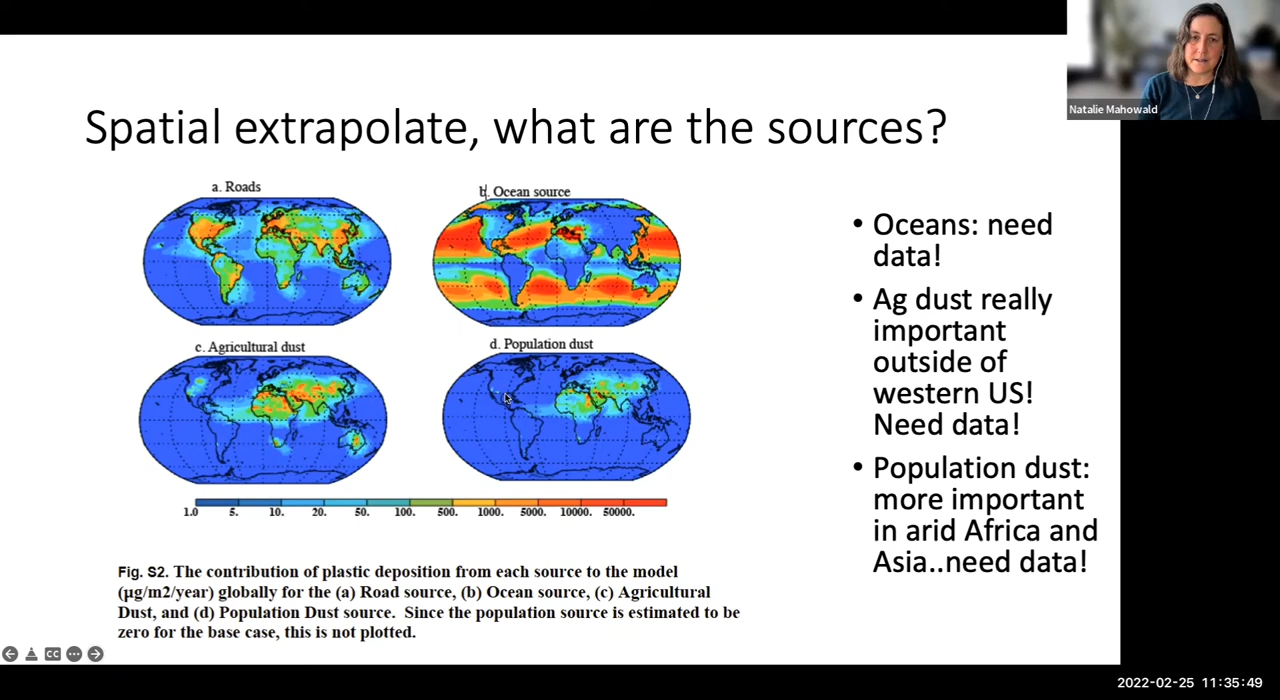 Natalie Mahowald
Spatial extrapolate, what are the sources?
a. Roads
b. Ocean source
c. Agricultural dust
d. Population dust
1.0 5. 10. 20. 50. 100. 500. 1000. 5000. 10000. 50000.
Fig. S2. The contribution of plastic deposition from each source to the model
(µg/m2/year) globally for the (a) Road source, (b) Ocean source, (c) Agricultural
Dust, and (d) Population Dust source. Since the population source is estimated to be
zero for the base case, this is not plotted.
• Oceans: need
data!
• Ag dust really
important
outside of
western US!
Need data!
• Population dust:
more important
in arid Africa and
Asia..need data!
CC
2022-02-25 11:35:49